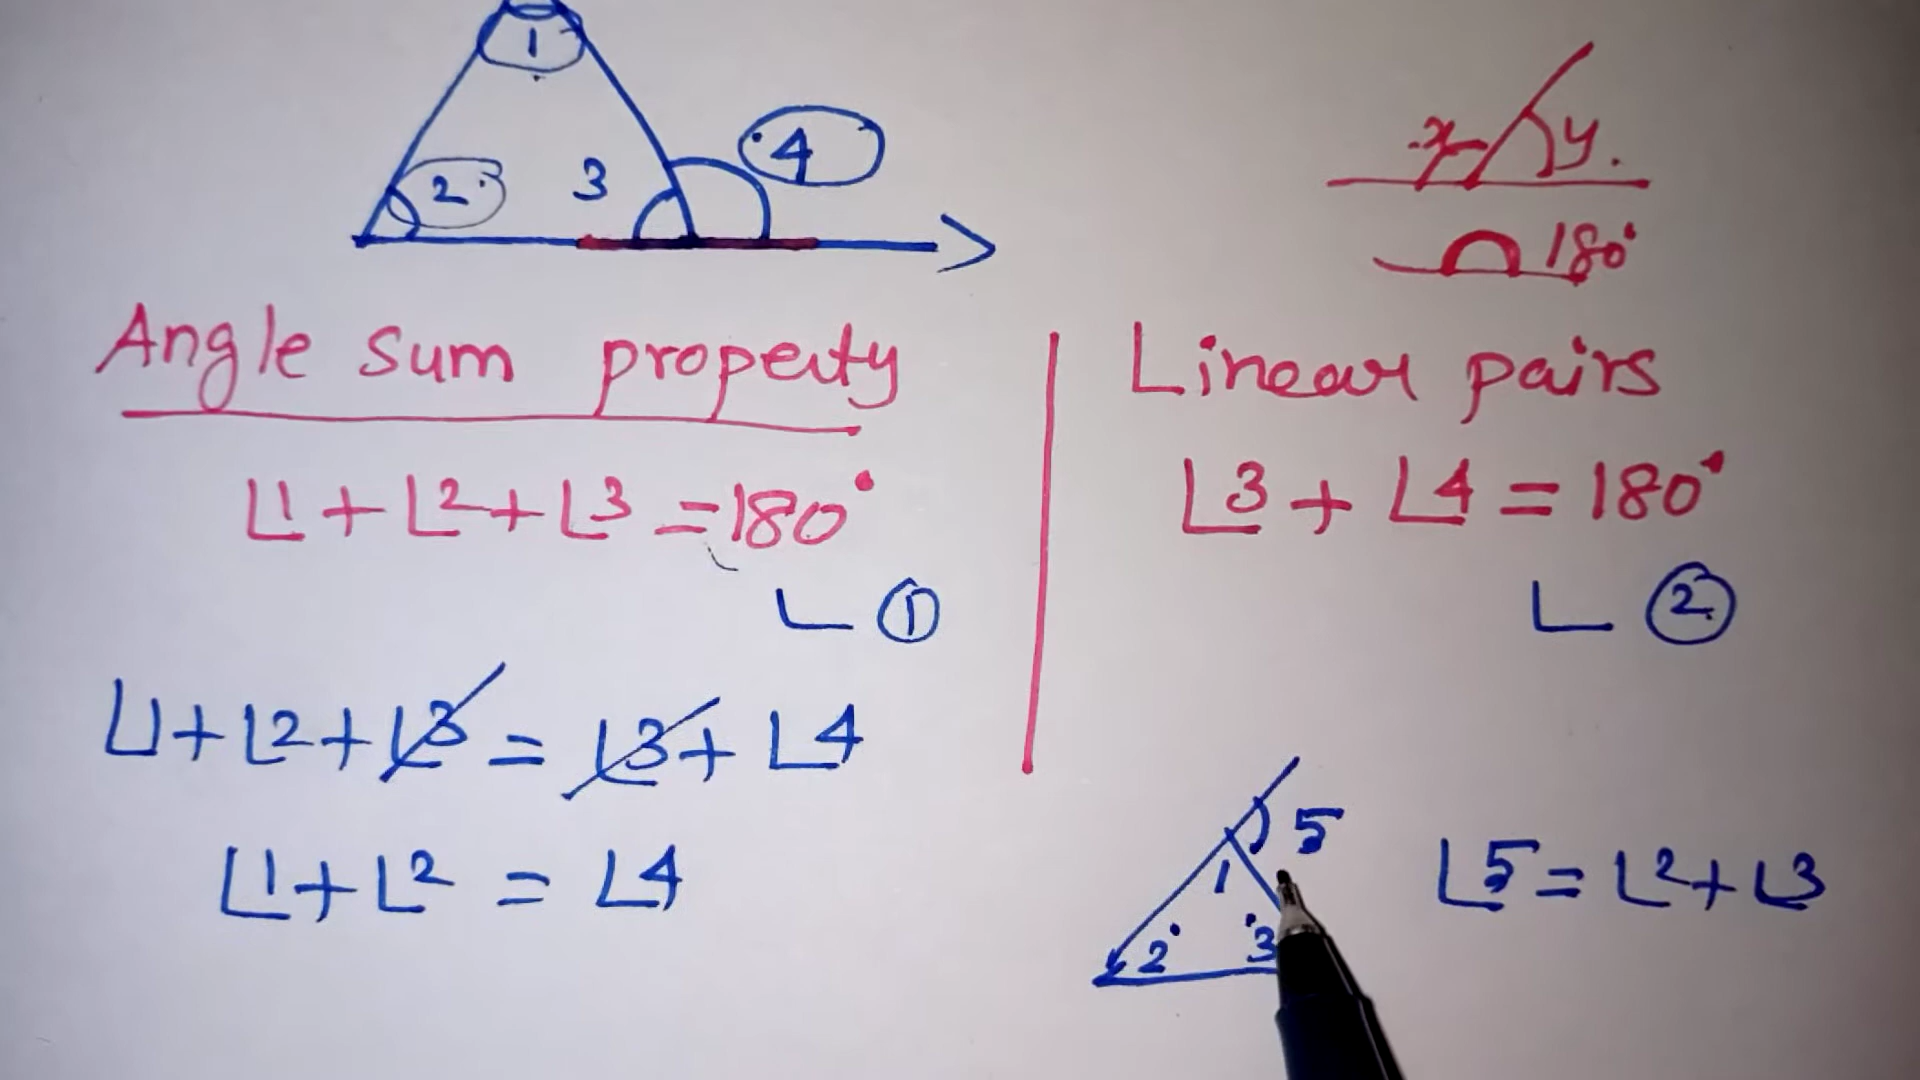 1
4
2
3
x y
180°
Angle sum property
∠1 + ∠2 + ∠3 = 180°
①
∠1 + ∠2 + ∠3 = ∠3 + ∠4
∠1 + ∠2 = ∠4
Linear pairs
∠3 + ∠4 = 180°
②
5
1
2 3
∠5 = ∠2 + ∠3